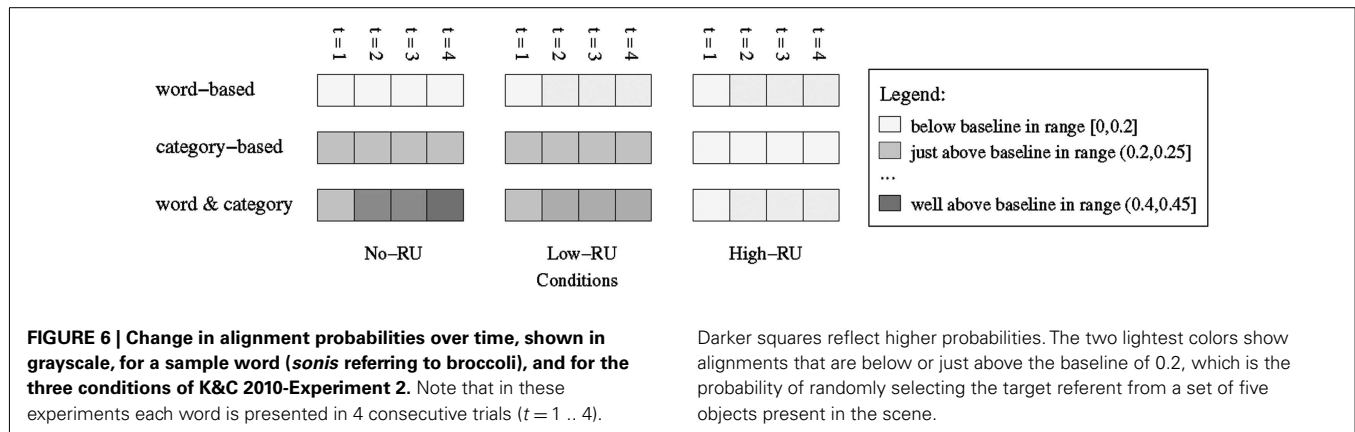 t = 1 t = 2 t = 3 t = 4 t = 1 t = 2 t = 3 t = 4 t = 1 t = 2 t = 3 t = 4
word–based
category–based
word & category
No–RU Low–RU High–RU
Conditions
Legend:
below baseline in range [0,0.2]
just above baseline in range (0.2,0.25]
...
well above baseline in range (0.4,0.45]
FIGURE 6 | Change in alignment probabilities over time, shown in
grayscale, for a sample word (sonis referring to broccoli), and for the
three conditions of K&C 2010-Experiment 2. Note that in these
experiments each word is presented in 4 consecutive trials (t = 1 .. 4).
Darker squares reflect higher probabilities. The two lightest colors show
alignments that are below or just above the baseline of 0.2, which is the
probability of randomly selecting the target referent from a set of five
objects present in the scene.